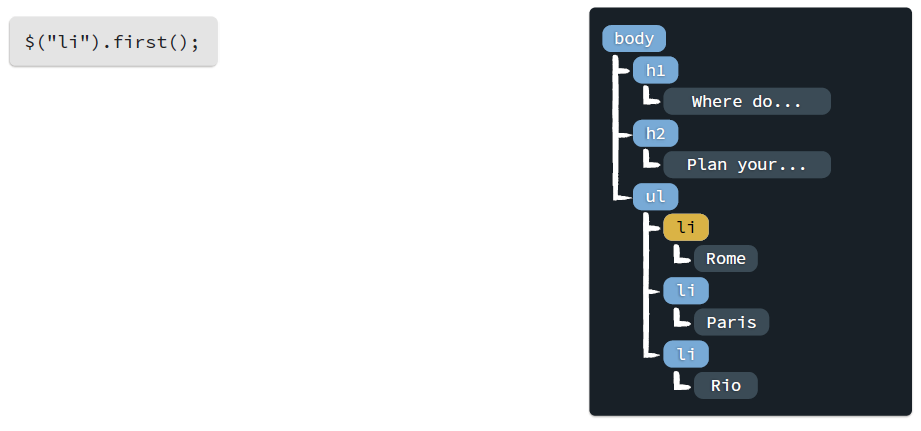 $("li").first();
body
h1
Where do...
h2
Plan your...
ul
li
Rome
li
Paris
li
Rio